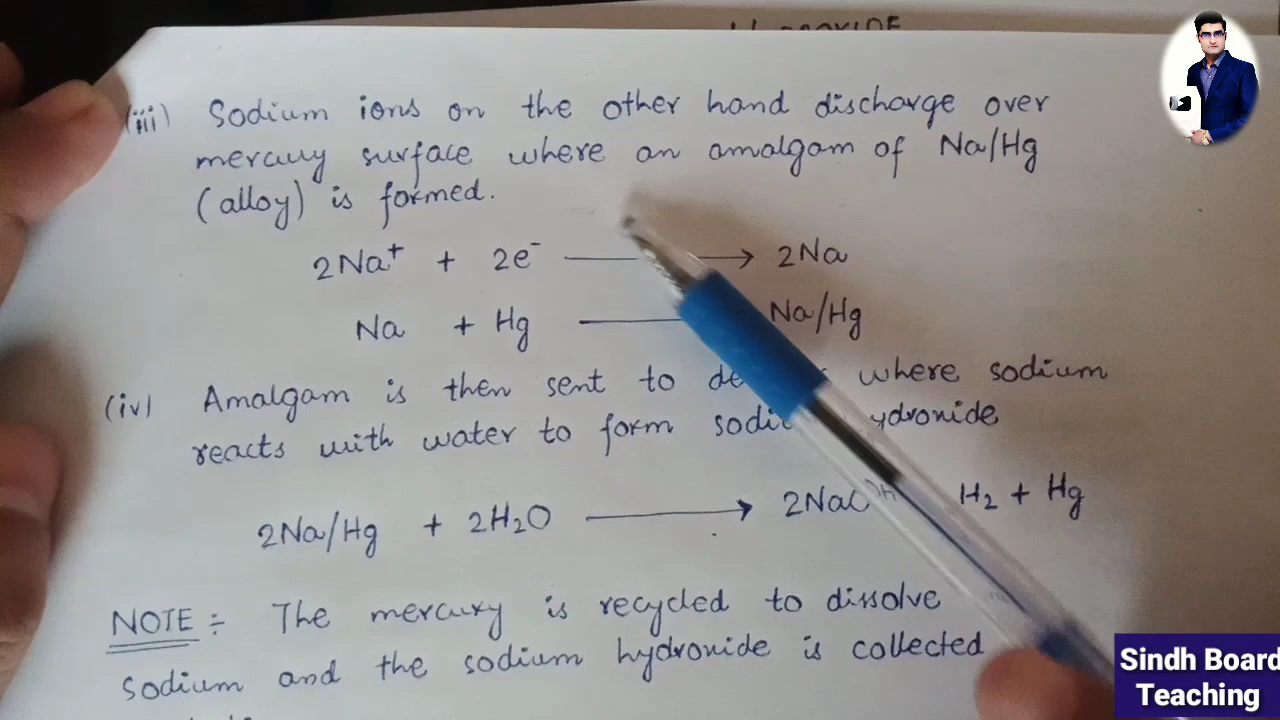 (iii) Sodium ions on the other hand discharge over
mercury surface where an amalgam of Na/Hg
(alloy) is formed.
2Na⁺ + 2e⁻ → 2Na
Na + Hg Na/Hg
(iv) Amalgam is then sent to where sodium
reacts with water to form
2Na/Hg + 2H₂O → H₂ + Hg
NOTE ÷ The mercury is recycled to dissolve
sodium and the sodium hydroxide is collected
Sindh Board
Teaching